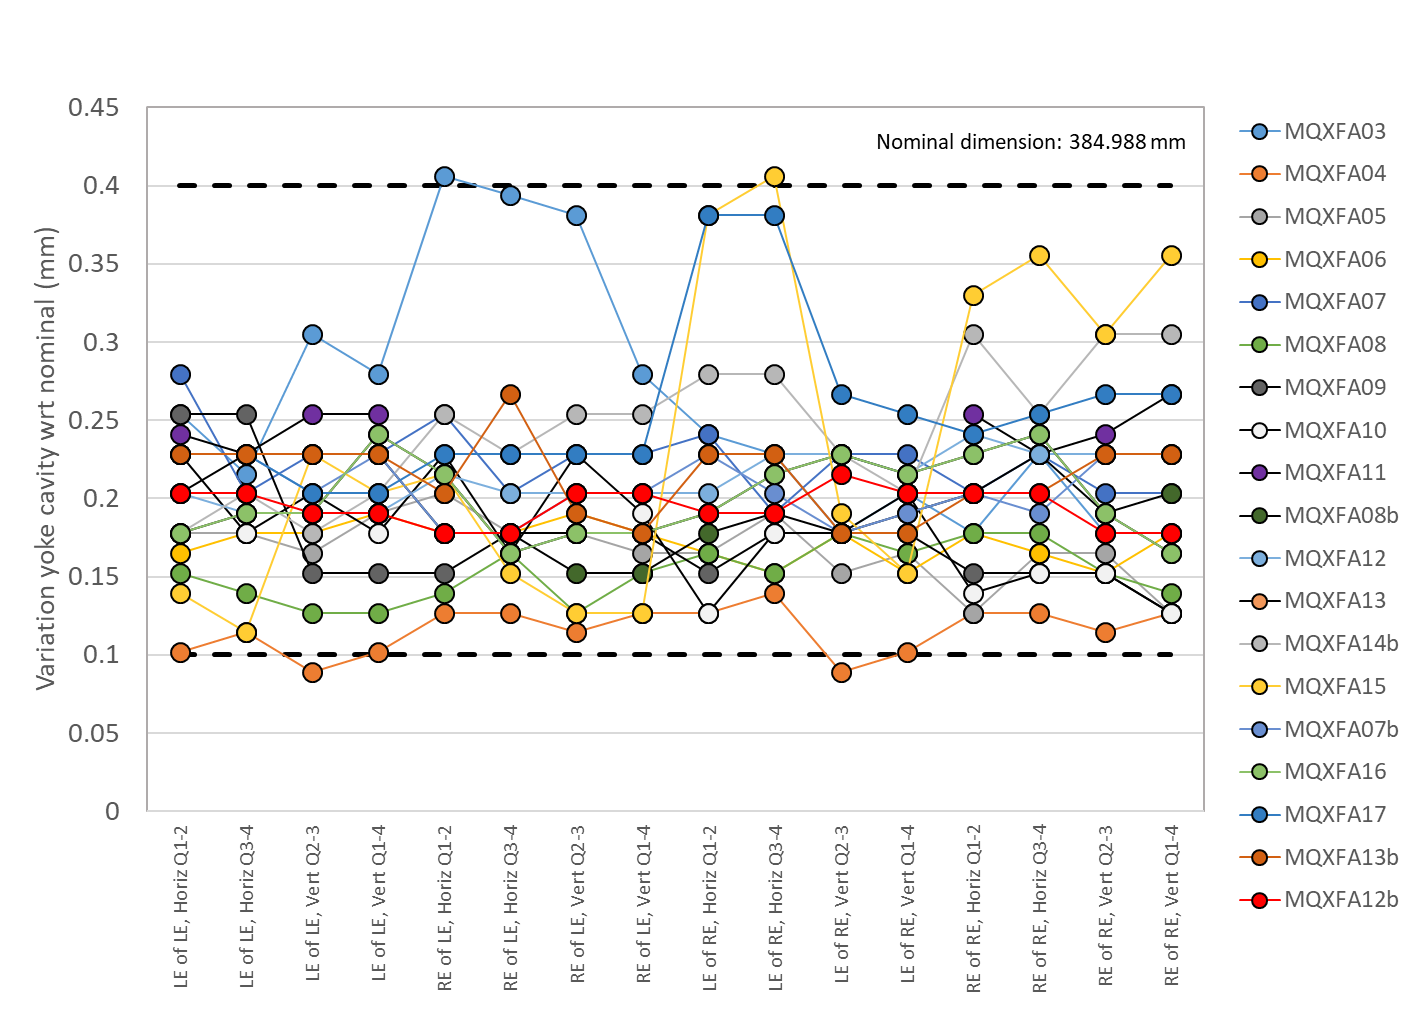 Nominal dimension: 384.988 mm
Variation yoke cavity wrt nominal (mm)
0.45
0.4
0.35
0.3
0.25
0.2
0.15
0.1
0.05
0
LE of LE, Horiz Q1-2
LE of LE, Horiz Q3-4
LE of LE, Vert Q2-3
LE of LE, Vert Q1-4
RE of LE, Horiz Q1-2
RE of LE, Horiz Q3-4
RE of LE, Vert Q2-3
RE of LE, Vert Q1-4
LE of RE, Horiz Q1-2
LE of RE, Horiz Q3-4
LE of RE, Vert Q2-3
LE of RE, Vert Q1-4
RE of RE, Horiz Q1-2
RE of RE, Horiz Q3-4
RE of RE, Vert Q2-3
RE of RE, Vert Q1-4
MQXFA03
MQXFA04
MQXFA05
MQXFA06
MQXFA07
MQXFA08
MQXFA09
MQXFA10
MQXFA11
MQXFA08b
MQXFA12
MQXFA13
MQXFA14b
MQXFA15
MQXFA07b
MQXFA16
MQXFA17
MQXFA13b
MQXFA12b